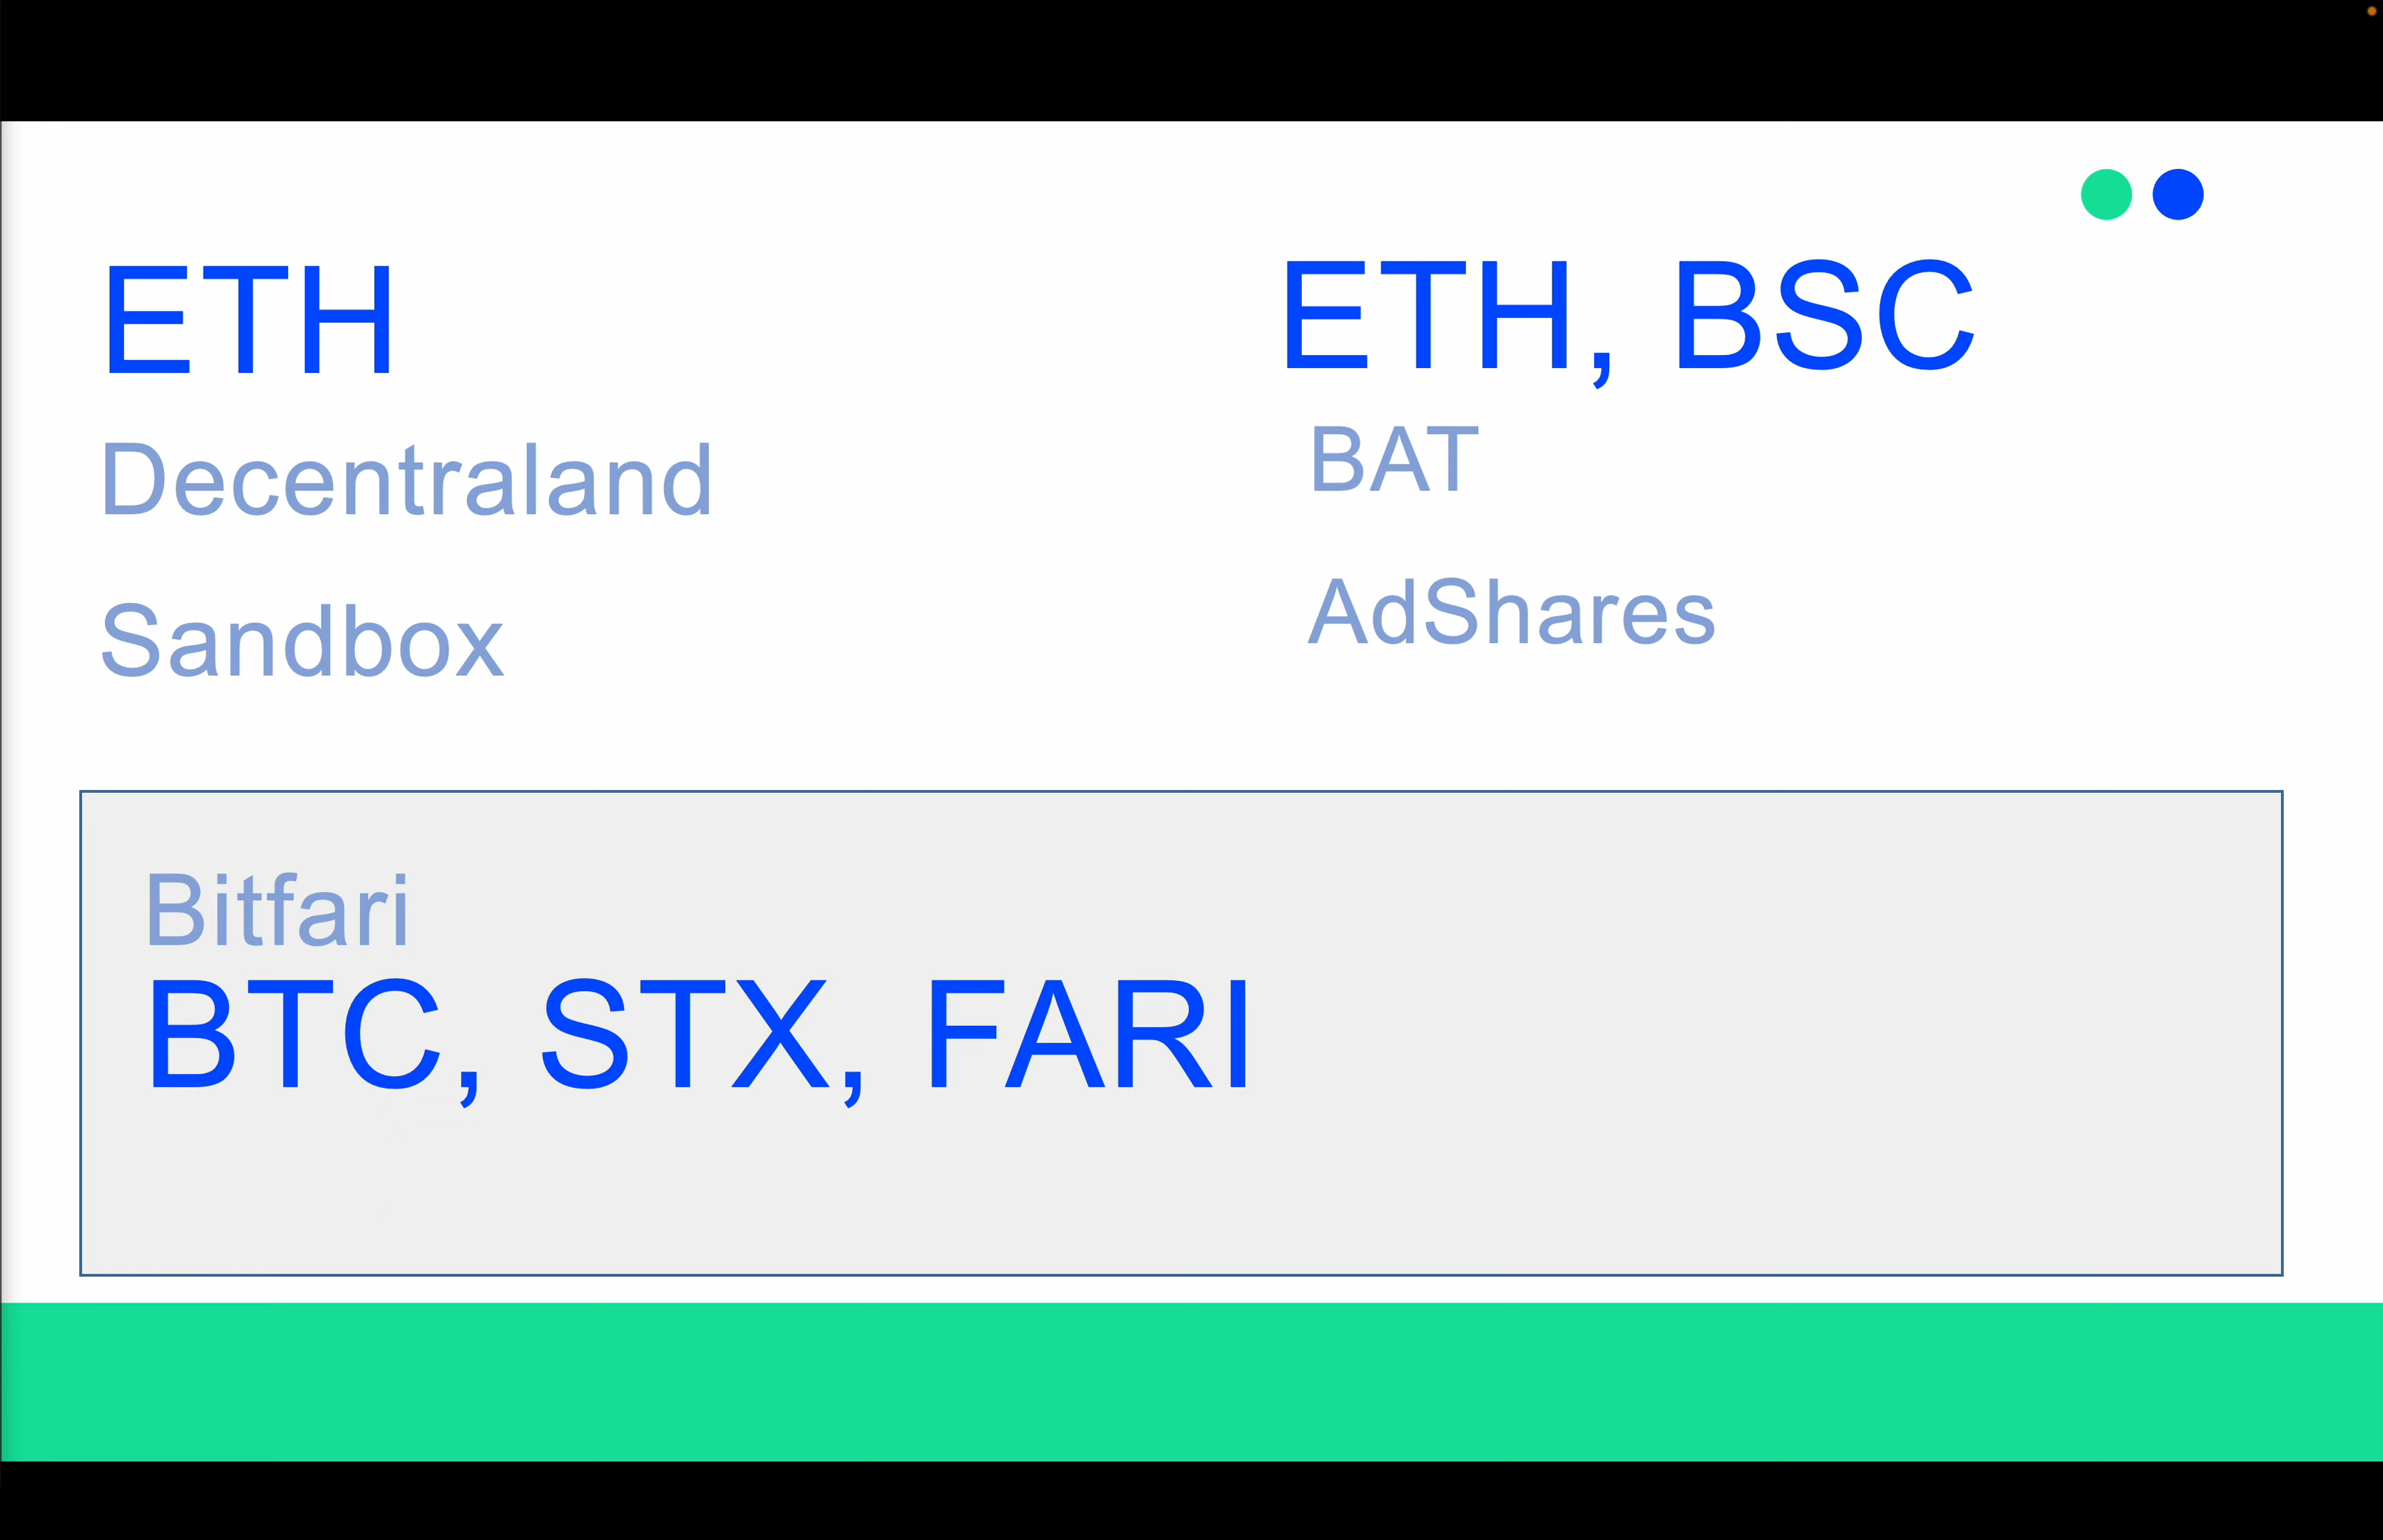 ETH
Decentraland
Sandbox
ETH, BSC
BAT
AdShares
Bitfari
BTC, STX, FARI